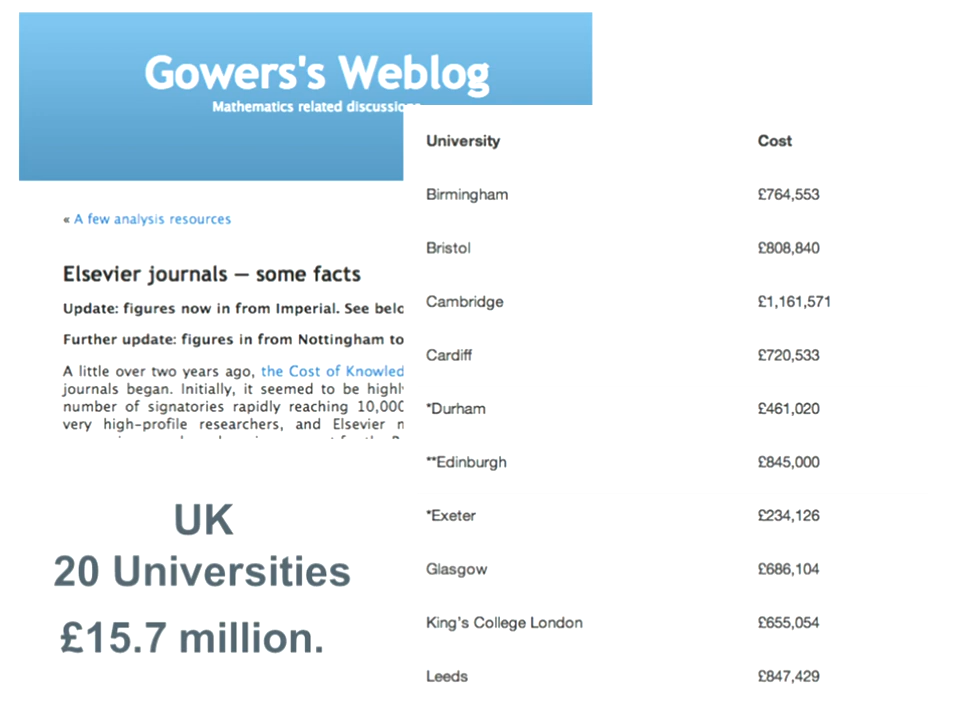 Gowers's Weblog
Mathematics related discussions
« A few analysis resources
Elsevier journals — some facts
Update: figures now in from Imperial. See belo
Further update: figures in from Nottingham to
A little over two years ago, the Cost of Knowled
journals began. Initially, it seemed to be highl
number of signatories rapidly reaching 10,000
very high-profile researchers, and Elsevier
UK
20 Universities
£15.7 million.
University Cost
Birmingham £764,553
Bristol £808,840
Cambridge £1,161,571
Cardiff £720,533
*Durham £461,020
**Edinburgh £845,000
*Exeter £234,126
Glasgow £686,104
King's College London £655,054
Leeds £847,429